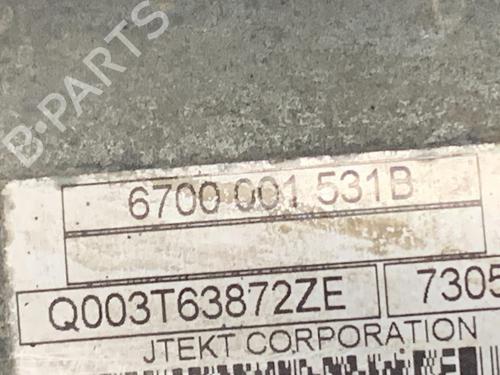 B-PARTS
6700 001 531B
Q003T63872ZE 7305
JTEKT CORPORATION